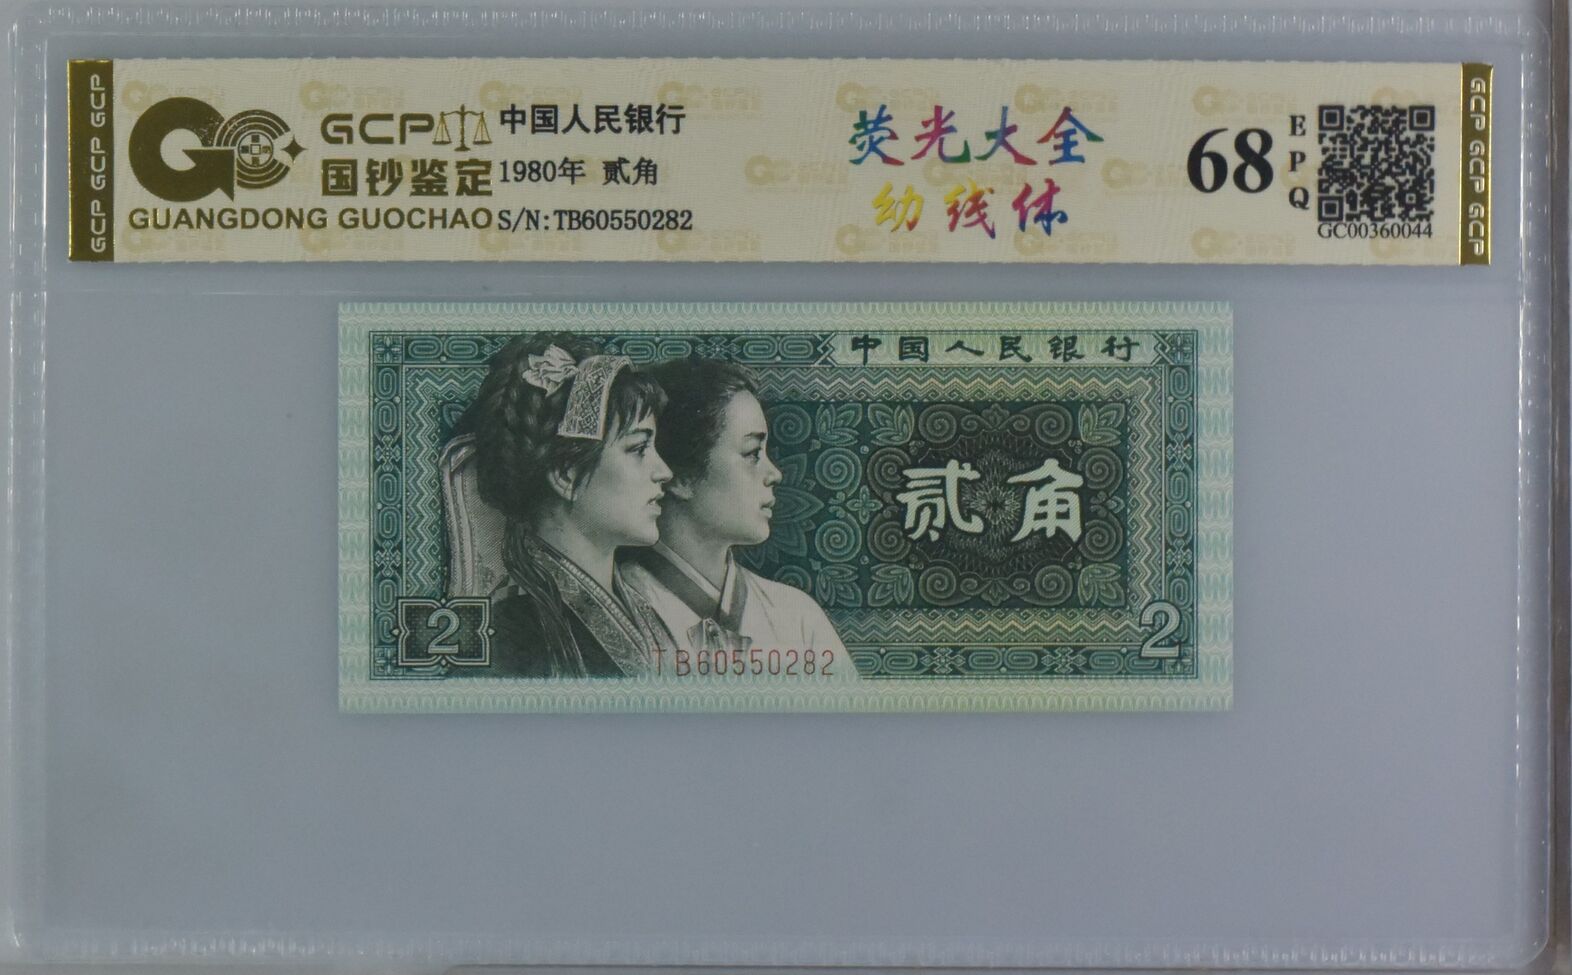 GCP GCP GCP
GCP
国钞鉴定
GUANGDONG GUOCHAO
中国人民银行
1980年 贰角
S/N:TB60550282
荧光大全
幼线体
68
EPQ
GC00360044
GCP GCP GCP
中国人民银行
贰角
2
2
TB60550282